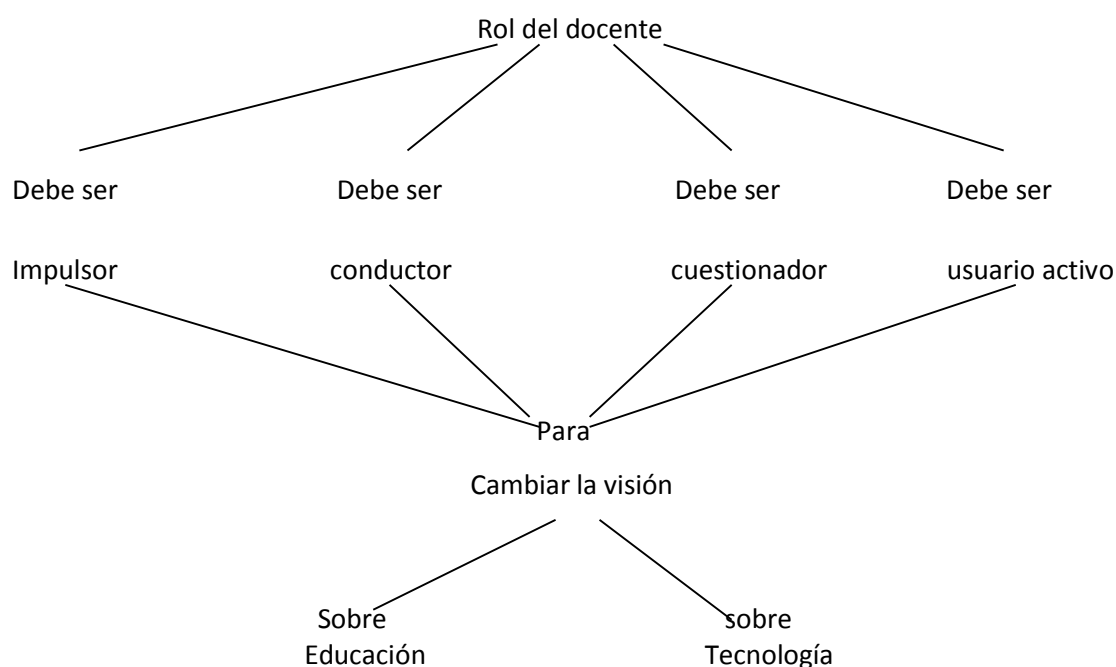 Rol del docente
Debe ser Debe ser Debe ser Debe ser
Impulsor conductor cuestionador usuario activo
Para
Cambiar la visión
Sobre sobre
Educación Tecnología